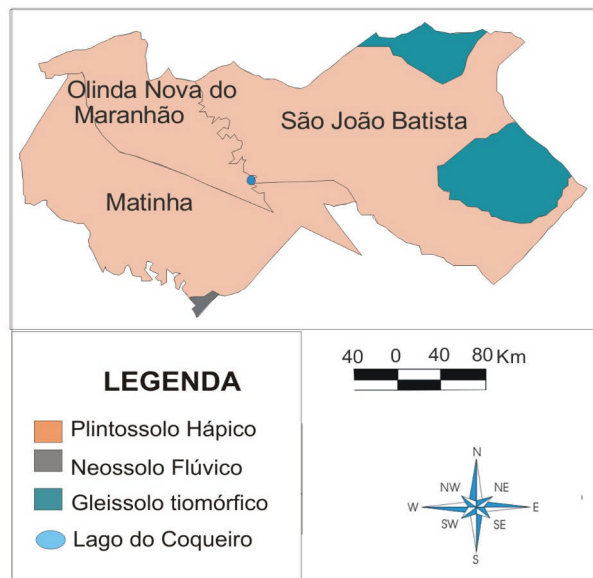 Olinda Nova do
Maranhão
São João Batista
Matinha
LEGENDA
Plintossolo Hápico
Neossolo Flúvico
Gleissolo tiomórfico
Lago do Coqueiro
40 0 40 80 Km
N
NW NE
W E
SW SE
S